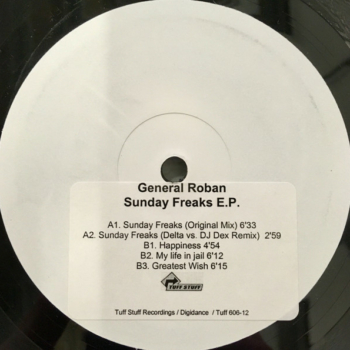 General Roban
Sunday Freaks E.P.
A1. Sunday Freaks (Original Mix) 6'33
A2. Sunday Freaks (Delta vs. DJ Dex Remix) 2'59
B1. Happiness 4'54
B2. My life in jail 6'12
B3. Greatest Wish 6'15
TUFF STUFF
Tuff Stuff Recordings / Digidance / Tuff 606-12